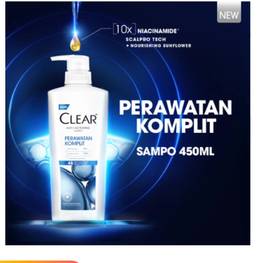 NEW
10x NIACINAMIDE*
SCALPRO TECH
+ NOURISHING SUNFLOWER
PERAWATAN
KOMPLIT
SAMPO 450ML
CLEAR
PERAWATAN
KOMPLIT